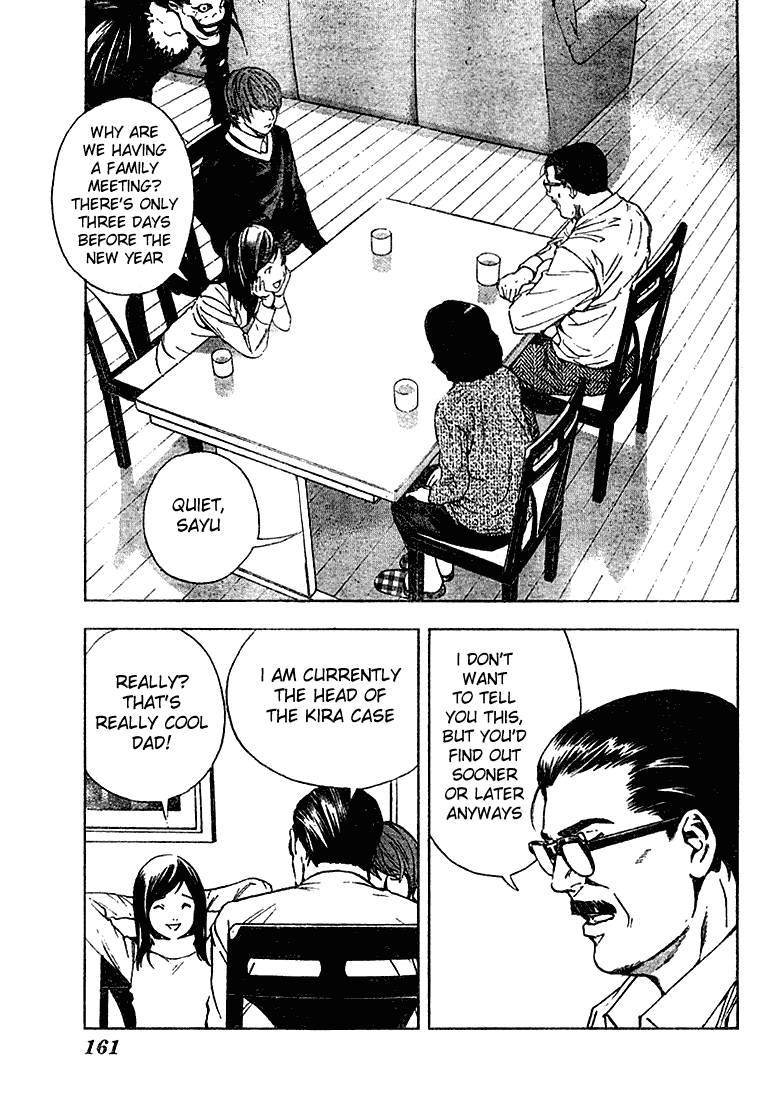 WHY ARE
WE HAVING
A FAMILY
MEETING?
THERE'S ONLY
THREE DAYS
BEFORE THE
NEW YEAR
QUIET,
SAYU
I DON'T
WANT
TO TELL
YOU THIS,
BUT YOU'D
FIND OUT
SOONER
OR LATER
ANYWAYS
I AM CURRENTLY
THE HEAD OF
THE KIRA CASE
REALLY?
THAT'S
REALLY COOL
DAD!
161